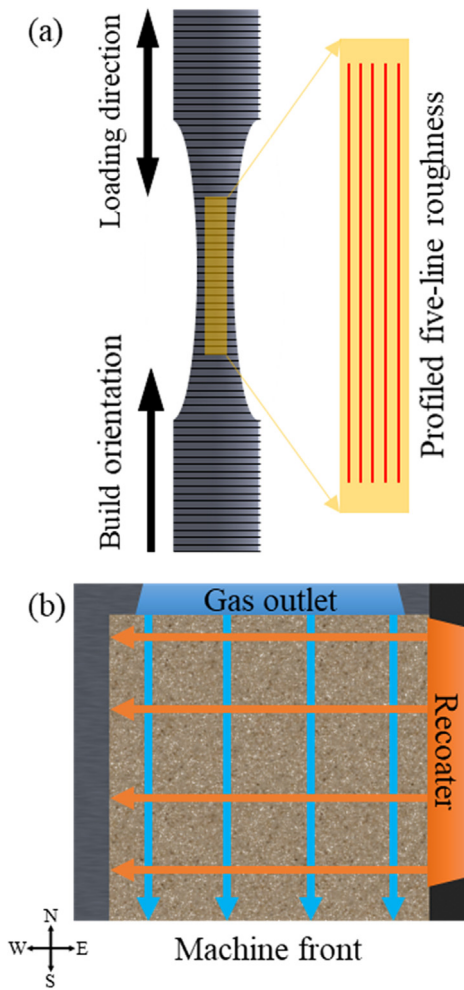 (a)
Loading direction
Build orientation
Profiled five-line roughness
(b)
Gas outlet
Recoater
N
W E
S
Machine front